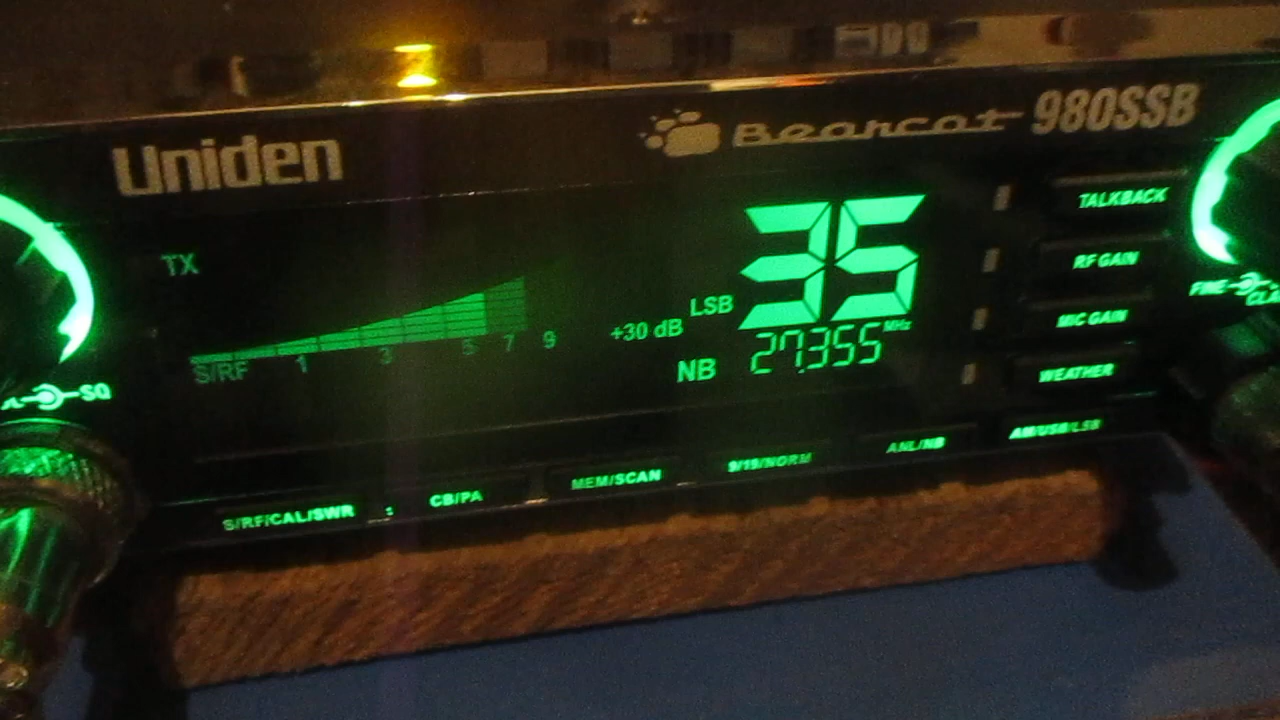 Uniden
Bearcat 980SSB
TX
S/RF 1 3 5 7 9 +30 dB
LSB
NB
35
27.355 MHz
TALKBACK
RF GAIN
MIC GAIN
WEATHER
SQ
FINE
S/RF/CAL/SWR
CB/PA
MEM/SCAN
9/19/NORM
ANL/NB
AM/USB/LSB